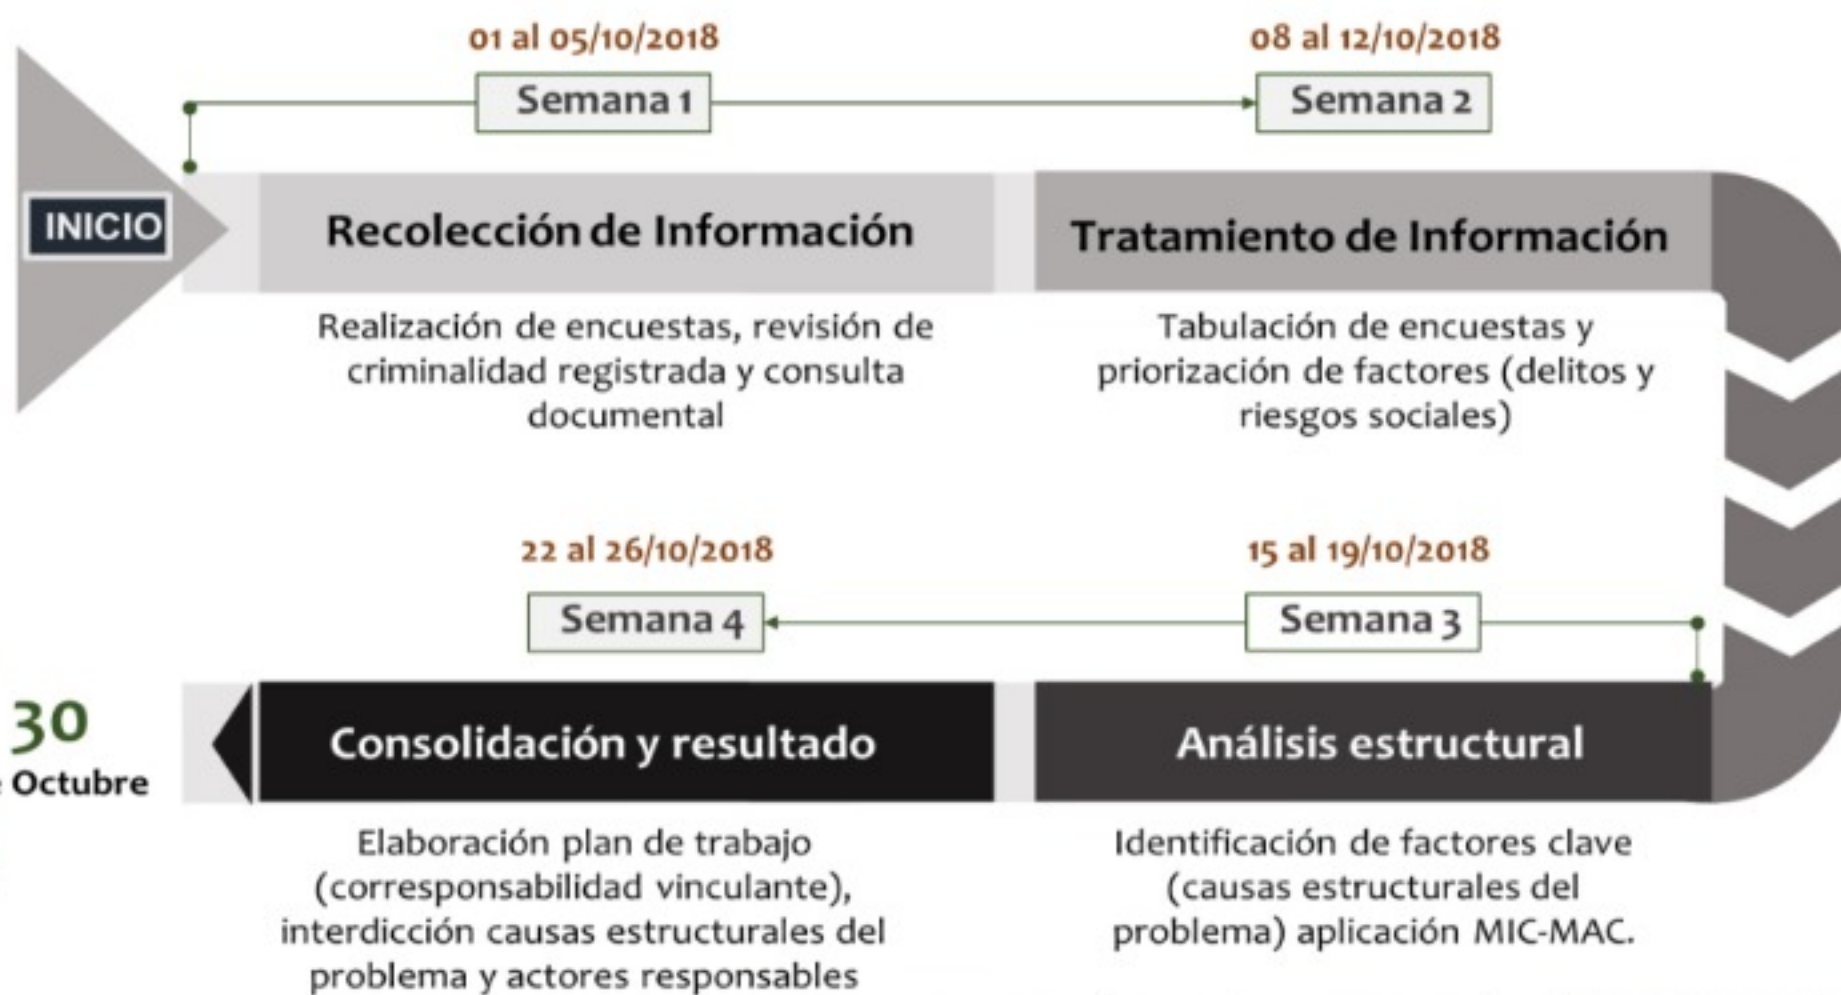 01 al 05/10/2018
08 al 12/10/2018
Semana 1
Semana 2
INICIO
Recolección de Información
Tratamiento de Información
Realización de encuestas, revisión de
criminalidad registrada y consulta
documental
Tabulación de encuestas y
priorización de factores (delitos y
riesgos sociales)
22 al 26/10/2018
15 al 19/10/2018
Semana 4
Semana 3
30
Octubre
Consolidación y resultado
Análisis estructural
Elaboración plan de trabajo
(corresponsabilidad vinculante),
interdicción causas estructurales del
problema y actores responsables
Identificación de factores clave
(causas estructurales del
problema) aplicación MIC-MAC.